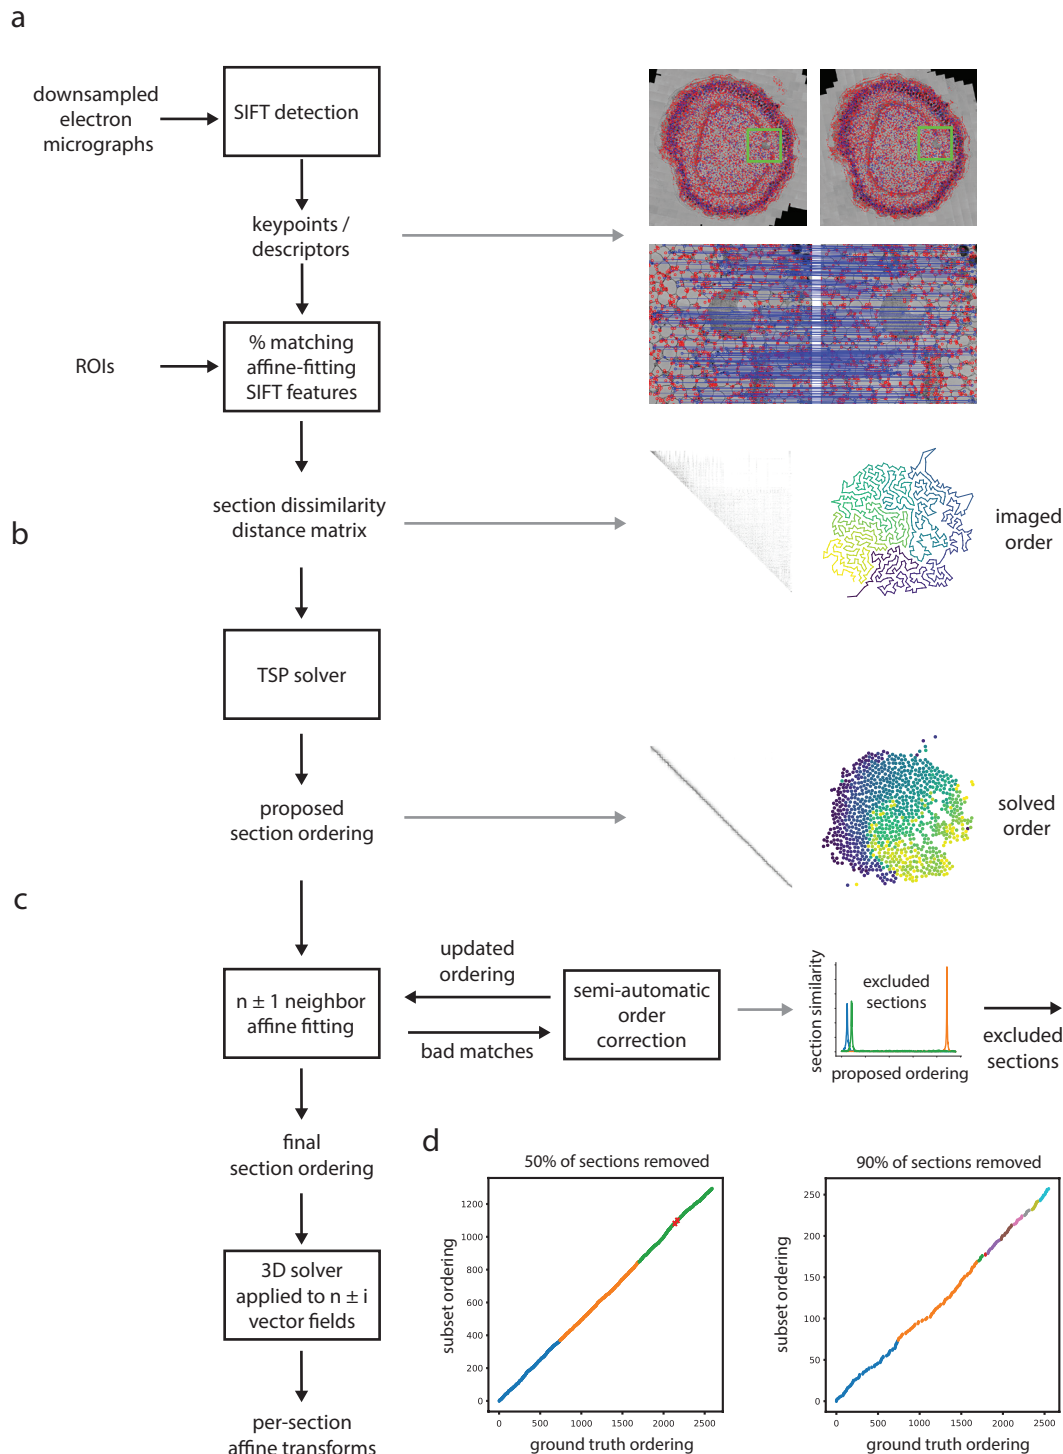 a
downsampled
electron
micrographs
SIFT detection
keypoints /
descriptors
ROIs
% matching
affine-fitting
SIFT features
section dissimilarity
distance matrix
imaged
order
b
TSP solver
proposed
section ordering
solved
order
c
n ± 1 neighbor
affine fitting
updated
ordering
bad matches
semi-automatic
order
correction
section similarity
excluded
sections
proposed ordering
excluded
sections
final
section ordering
3D solver
applied to n ± i
vector fields
per-section
affine transforms
d
50% of sections removed
subset ordering
1200
1000
800
600
400
200
0
0 500 1000 1500 2000 2500
ground truth ordering
90% of sections removed
subset ordering
250
200
150
100
50
0
0 500 1000 1500 2000 2500
ground truth ordering